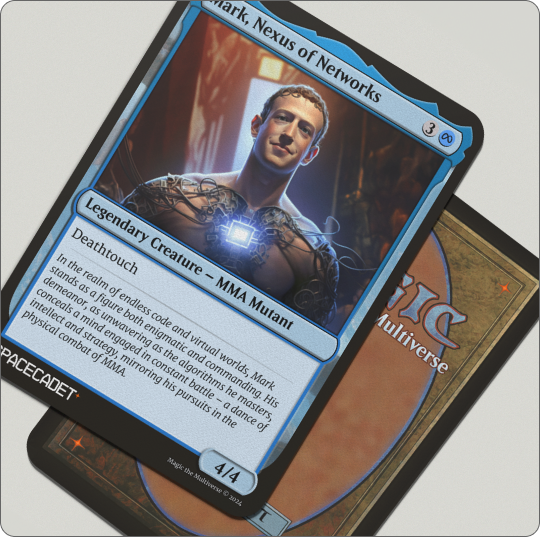 Mark, Nexus of Networks
3 ∞
Legendary Creature – MMA Mutant
Deathtouch
In the realm of endless code and virtual worlds, Mark
stands as a figure both enigmatic and commanding. His
demeanor, as unwavering as the algorithms he masters,
conceals a mind engaged in constant battle – a dance of
intellect and strategy, mirroring his pursuits in the
physical combat of MMA.
SPACECADET
4/4
Magic the Multiverse © 2024
GIC
Multiverse